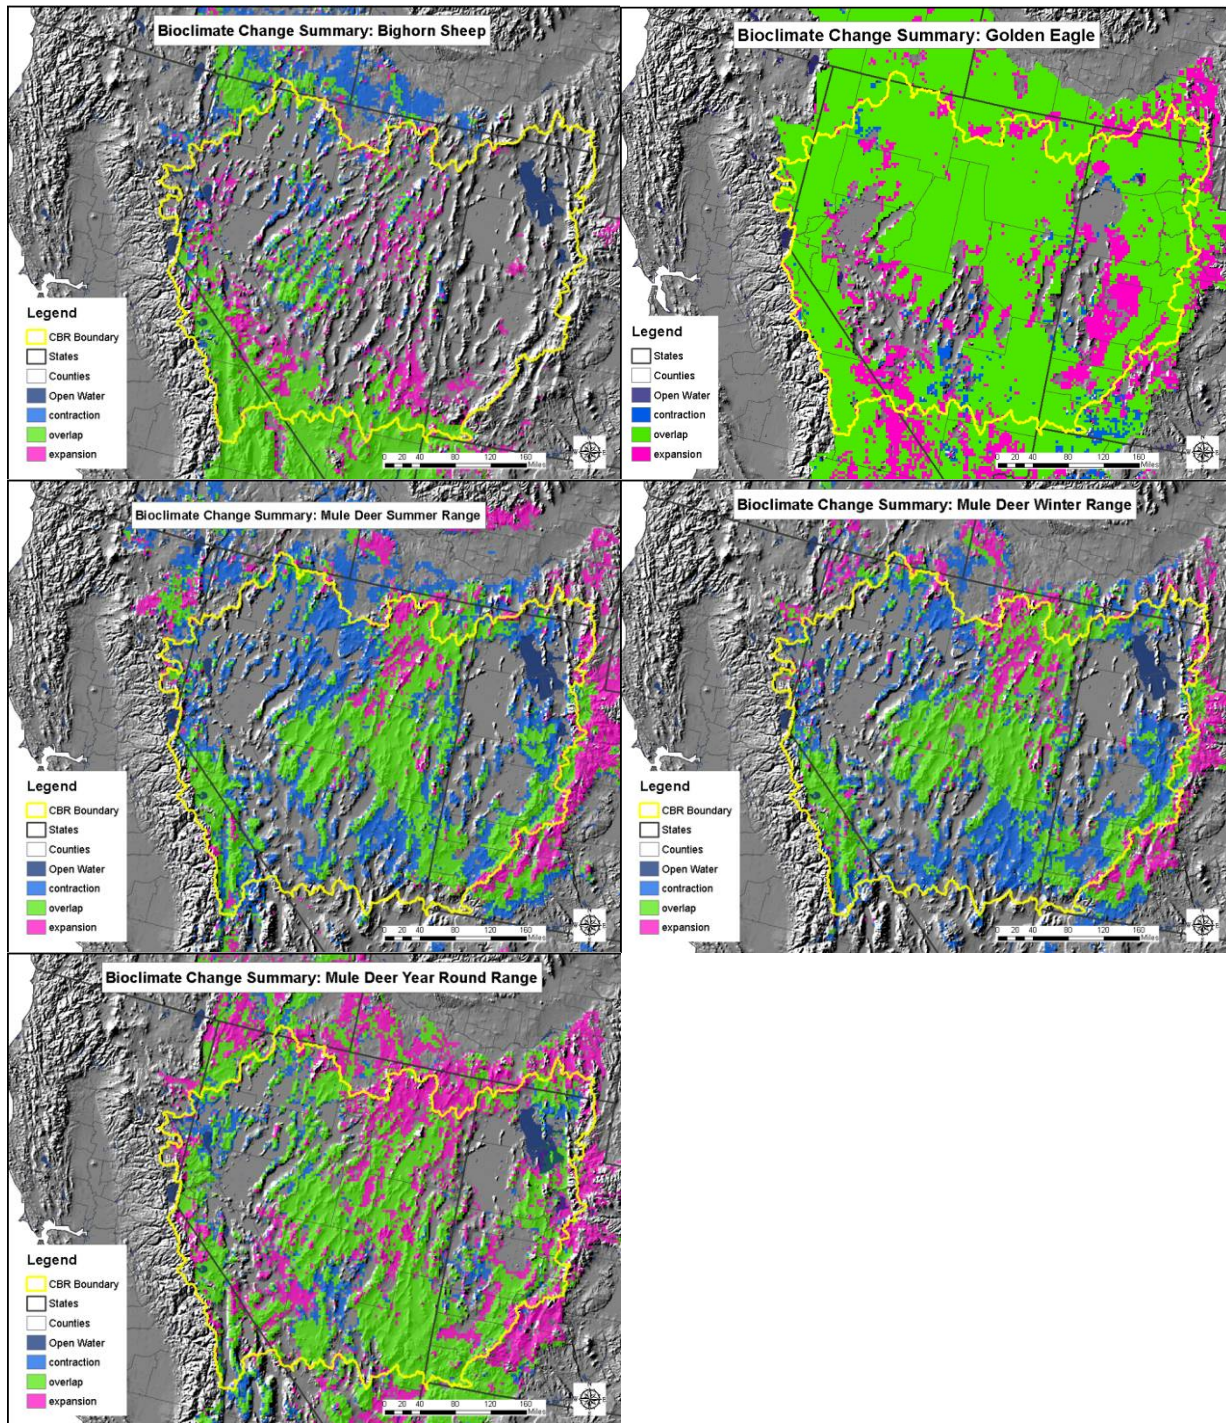 Bioclimate Change Summary: Bighorn Sheep
Legend
CBR Boundary
States
Counties
Open Water
contraction
overlap
expansion
0 20 40 80 120 160
Miles
Bioclimate Change Summary: Golden Eagle
Legend
States
Counties
Open Water
contraction
overlap
expansion
0 20 40 80 120 160
Miles
Bioclimate Change Summary: Mule Deer Summer Range
Legend
CBR Boundary
States
Counties
Open Water
contraction
overlap
expansion
0 20 40 80 120 160
Miles
Bioclimate Change Summary: Mule Deer Winter Range
Legend
CBR Boundary
States
Counties
Open Water
contraction
overlap
expansion
0 20 40 80 120 160
Miles
Bioclimate Change Summary: Mule Deer Year Round Range
Legend
CBR Boundary
States
Counties
Open Water
contraction
overlap
expansion
0 20 40 80 120 160
Miles